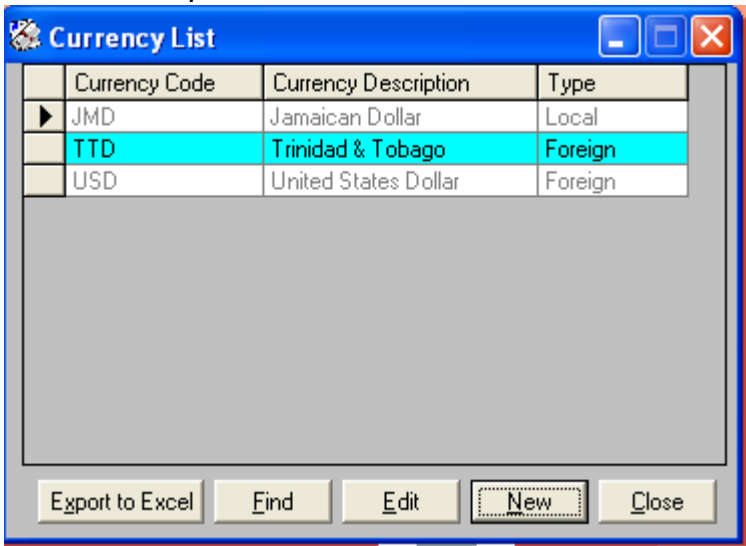 Currency List
Currency Code Currency Description Type
JMD Jamaican Dollar Local
TTD Trinidad & Tobago Foreign
USD United States Dollar Foreign
Export to Excel Find Edit New Close